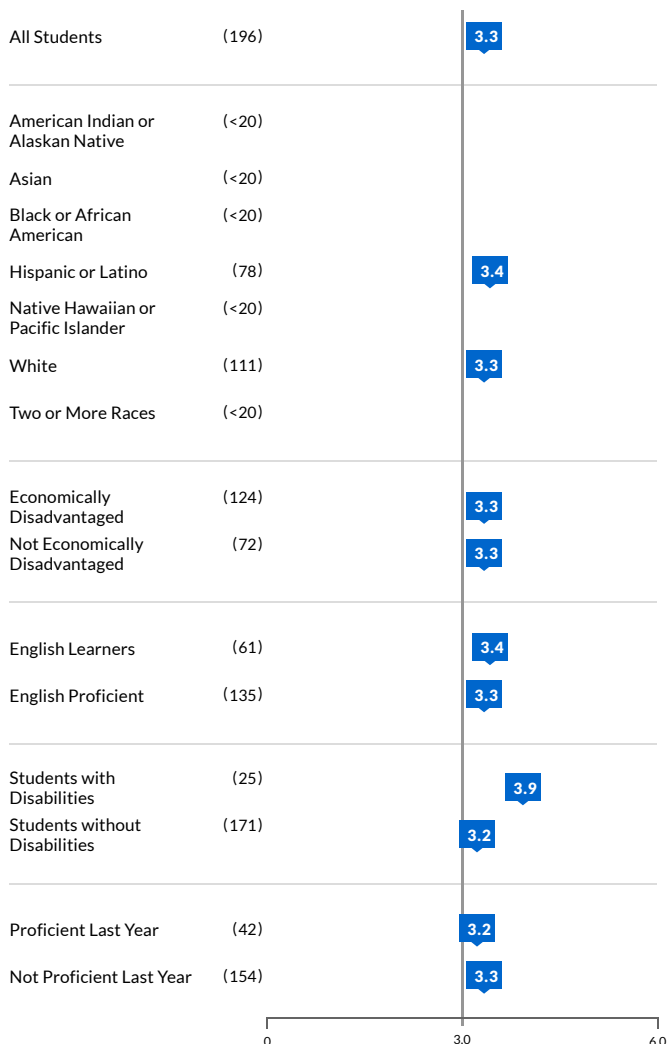 All Students (196) 3.3
American Indian or (<20)
Alaskan Native
Asian (<20)
Black or African (<20)
American
Hispanic or Latino (78) 3.4
Native Hawaiian or (<20)
Pacific Islander
White (111) 3.3
Two or More Races (<20)
Economically (124) 3.3
Disadvantaged
Not Economically (72) 3.3
Disadvantaged
English Learners (61) 3.4
English Proficient (135) 3.3
Students with (25) 3.9
Disabilities
Students without (171) 3.2
Disabilities
Proficient Last Year (42) 3.2
Not Proficient Last Year (154) 3.3
0 3.0 6.0